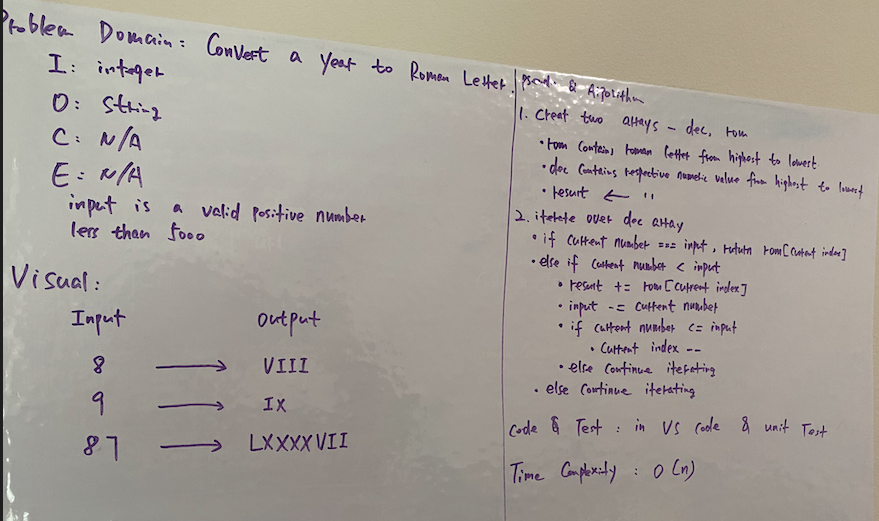 Problem Domain: Convert a year to Roman Letter.
I: integer
O: String
C: N/A
E: N/A
input is a valid positive number
less than 5000
Visual:
Input Output
8 → VIII
9 → IX
87 → LXXXXVII
Pseudo & Algorithm
1. Creat two arrays - dec, rom
• rom contains roman letter from highest to lowest
• dec contains respective numeric value from highest to lowest
• result ← ''
2. iterate over dec array
• if current number === input, return rom[current index]
• else if current number < input
• result += rom[current index]
• input -= current number
• if current number <= input
• Current index --
• else continue iterating
• else continue iterating
Code & Test : in VS code & unit Test
Time Complexity : O(n)